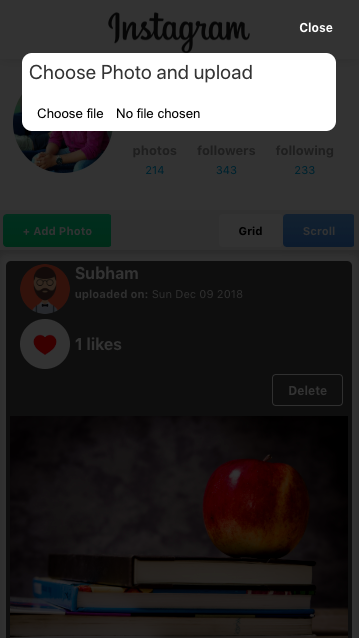 Instagram
Close
Choose Photo and upload
Choose file No file chosen
photos followers following
214 343 233
+ Add Photo Grid Scroll
Subham
uploaded on: Sun Dec 09 2018
1 likes
Delete